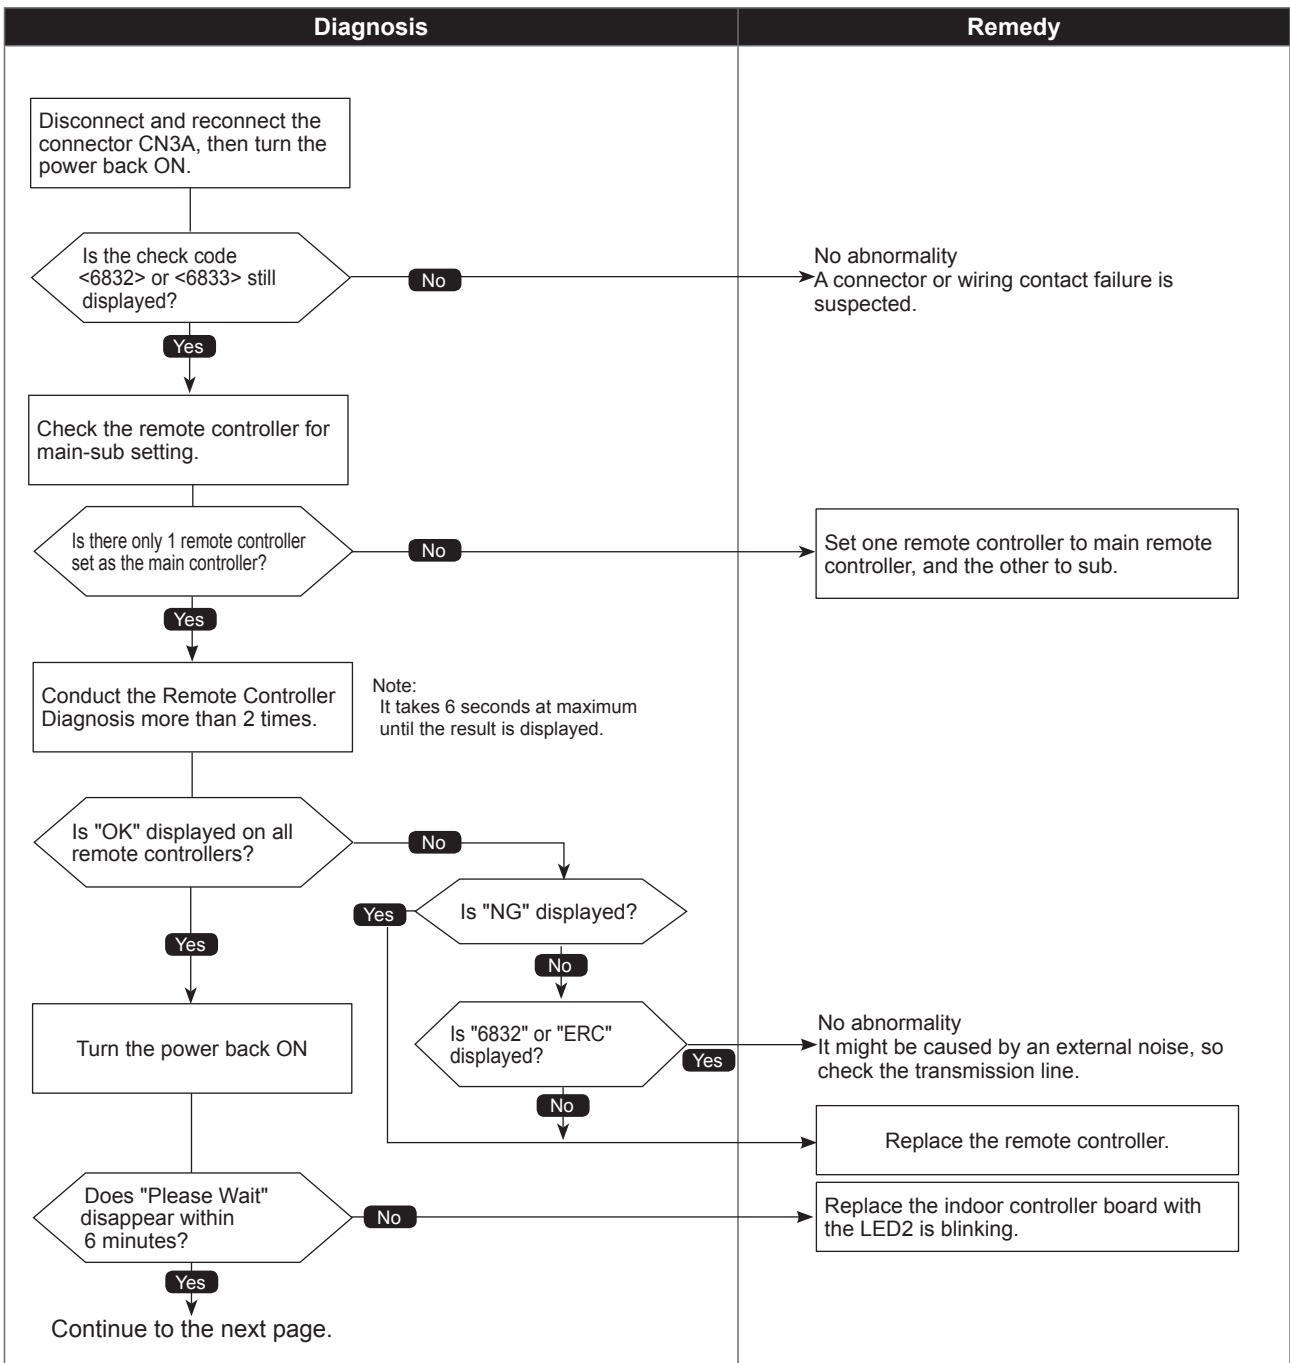 Diagnosis
Remedy
Disconnect and reconnect the
connector CN3A, then turn the
power back ON.
Is the check code
<6832> or <6833> still
displayed?
No
No abnormality
A connector or wiring contact failure is
suspected.
Yes
Check the remote controller for
main-sub setting.
Is there only 1 remote controller
set as the main controller?
No
Set one remote controller to main remote
controller, and the other to sub.
Yes
Conduct the Remote Controller
Diagnosis more than 2 times.
Note:
It takes 6 seconds at maximum
until the result is displayed.
Is "OK" displayed on all
remote controllers?
No
Is "NG" displayed?
Yes
Yes
No
Turn the power back ON
Is "6832" or "ERC"
displayed?
Yes
No abnormality
It might be caused by an external noise, so
check the transmission line.
No
Replace the remote controller.
Does "Please Wait"
disappear within
6 minutes?
No
Replace the indoor controller board with
the LED2 is blinking.
Yes
Continue to the next page.